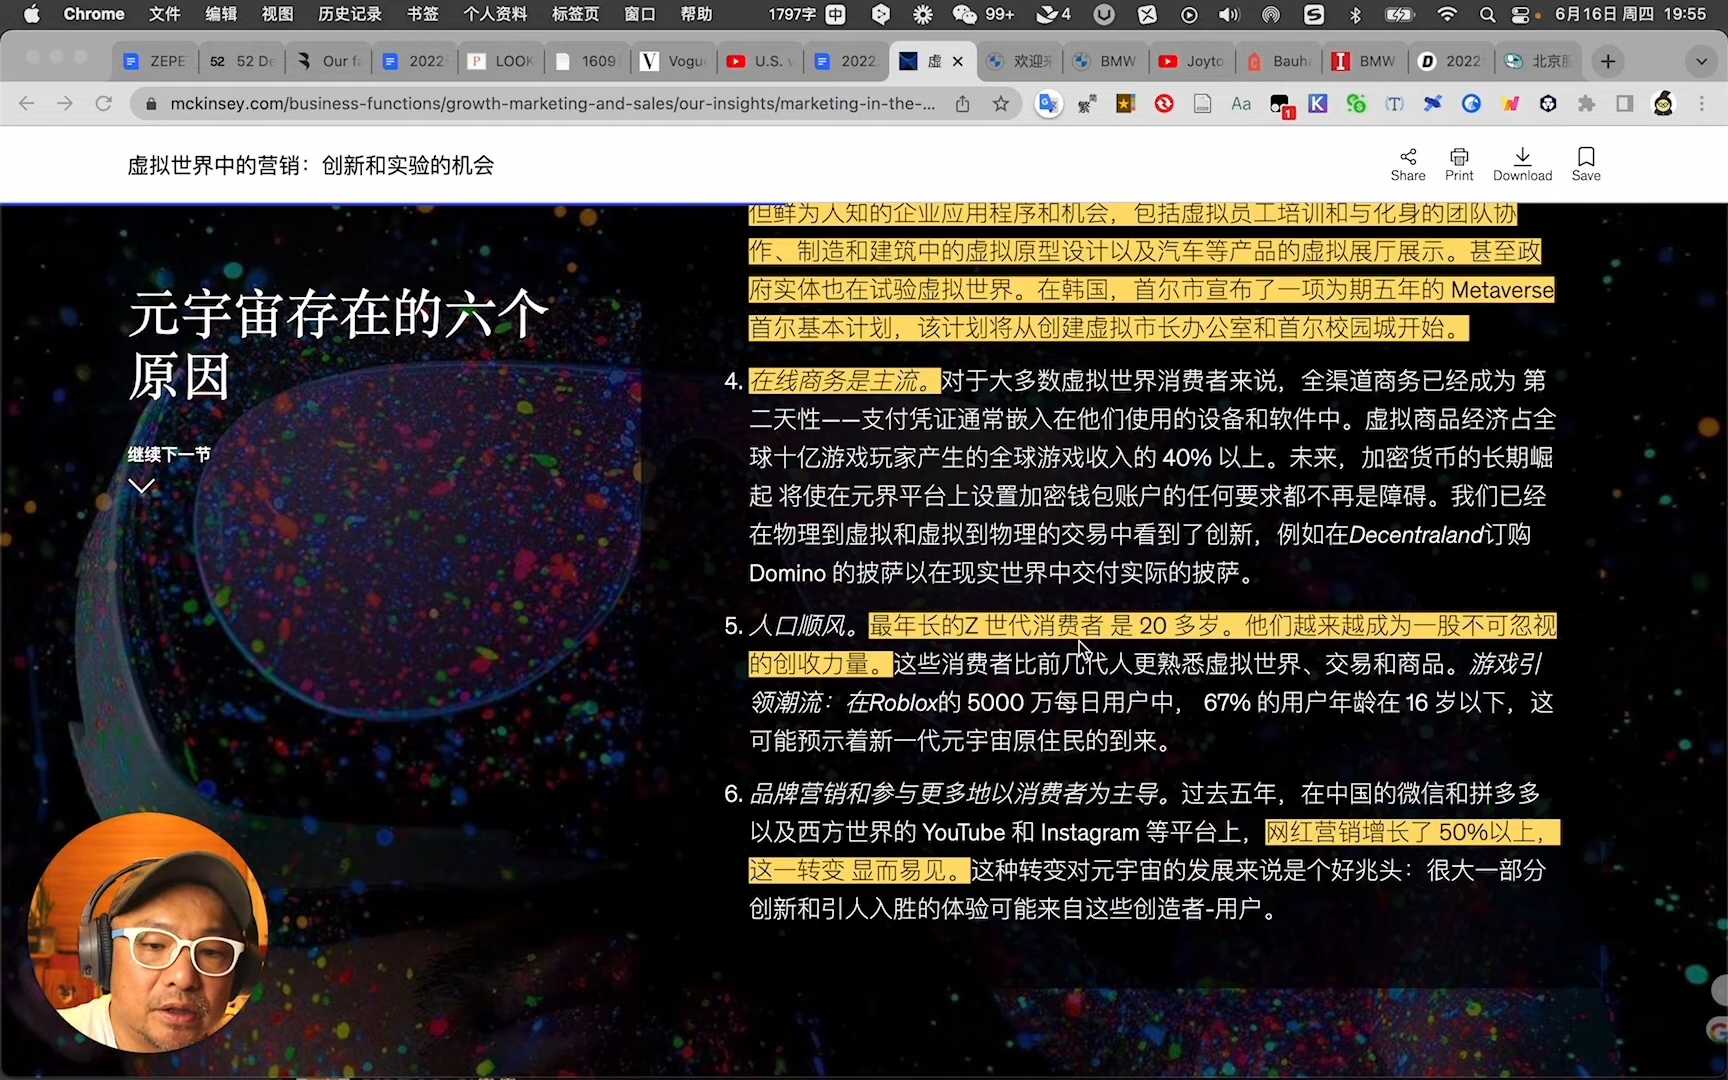 Chrome 文件 编辑 视图 历史记录 书签 个人资料 标签页 窗口 帮助 1797字 中 99+ 4 6月16日 周四 19:55
ZEPE 52 52 De Our fa 2022 LOOK 1609 Vogu U.S. v 2022 虚 欢迎来 BMW Joyto Bauh BMW 2022 北京服
mckinsey.com/business-functions/growth-marketing-and-sales/our-insights/marketing-in-the-...
虚拟世界中的营销：创新和实验的机会
Share Print Download Save
元宇宙存在的六个
原因
继续下一节
但鲜为人知的企业应用程序和机会，包括虚拟员工培训和与化身的团队协
作、制造和建筑中的虚拟原型设计以及汽车等产品的虚拟展厅展示。甚至政
府实体也在试验虚拟世界。在韩国，首尔市宣布了一项为期五年的 Metaverse
首尔基本计划，该计划将从创建虚拟市长办公室和首尔校园城开始。
4. 在线商务是主流。对于大多数虚拟世界消费者来说，全渠道商务已经成为 第
二天性——支付凭证通常嵌入在他们使用的设备和软件中。虚拟商品经济占全
球十亿游戏玩家产生的全球游戏收入的 40% 以上。未来，加密货币的长期崛
起 将使在元界平台上设置加密钱包账户的任何要求都不再是障碍。我们已经
在物理到虚拟和虚拟到物理的交易中看到了创新，例如在Decentraland订购
Domino 的披萨以在现实世界中交付实际的披萨。
5. 人口顺风。最年长的Z 世代消费者 是 20 多岁。他们越来越成为一股不可忽视
的创收力量。这些消费者比前几代人更熟悉虚拟世界、交易和商品。游戏引
领潮流：在Roblox的 5000 万每日用户中， 67% 的用户年龄在 16 岁以下，这
可能预示着新一代元宇宙原住民的到来。
6. 品牌营销和参与更多地以消费者为主导。过去五年，在中国的微信和拼多多
以及西方世界的 YouTube 和 Instagram 等平台上，网红营销增长了 50%以上，
这一转变 显而易见。这种转变对元宇宙的发展来说是个好兆头：很大一部分
创新和引人入胜的体验可能来自这些创造者-用户。